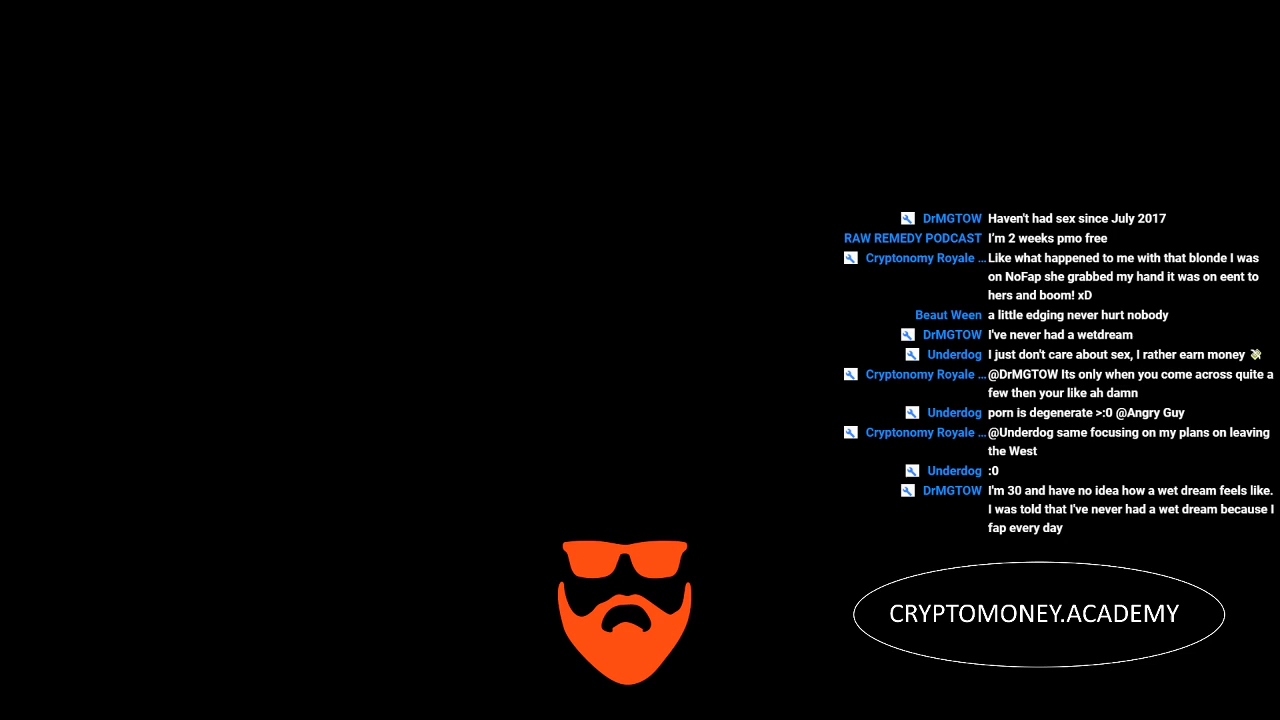 DrMGTOW Haven't had sex since July 2017
RAW REMEDY PODCAST I'm 2 weeks pmo free
Cryptonomy Royale ... Like what happened to me with that blonde I was
on NoFap she grabbed my hand it was on eent to
hers and boom! xD
Beaut Ween a little edging never hurt nobody
DrMGTOW I've never had a wetdream
Underdog I just don't care about sex, I rather earn money 💸
Cryptonomy Royale ... @DrMGTOW Its only when you come across quite a
few then your like ah damn
Underdog porn is degenerate >:0 @Angry Guy
Cryptonomy Royale ... @Underdog same focusing on my plans on leaving
the West
Underdog :0
DrMGTOW I'm 30 and have no idea how a wet dream feels like.
I was told that I've never had a wet dream because I
fap every day
CRYPTOMONEY.ACADEMY